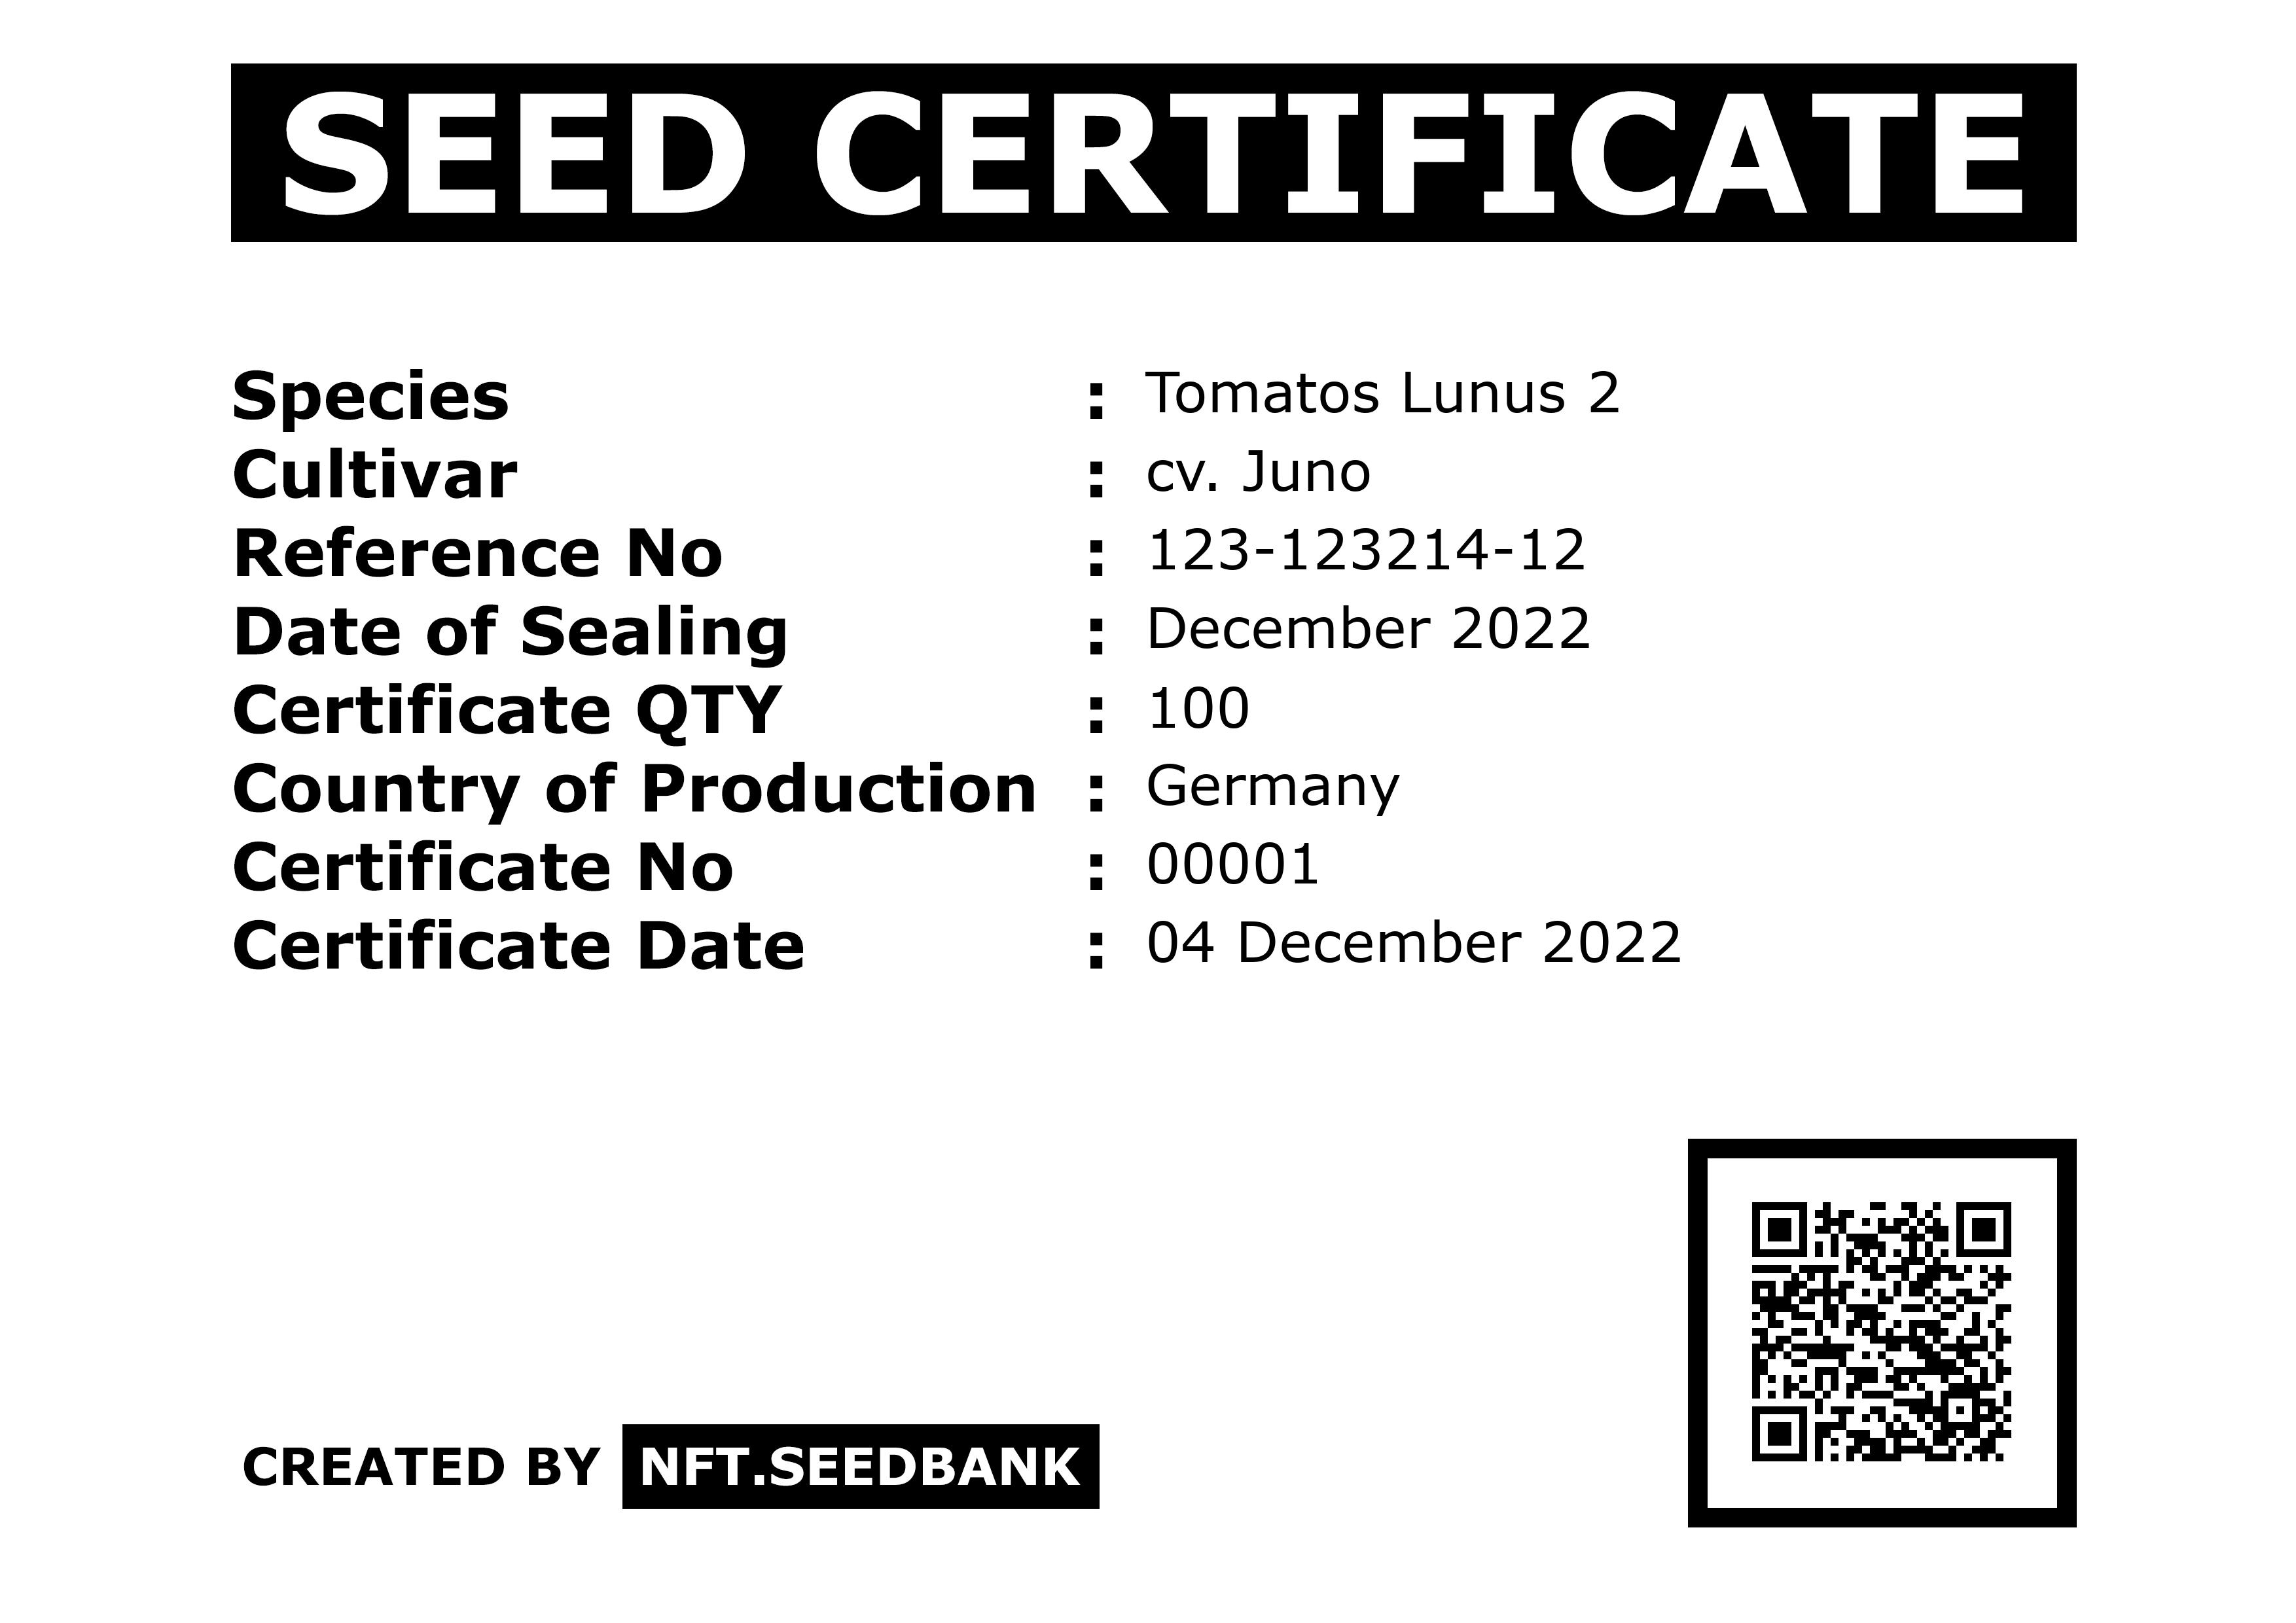 SEED CERTIFICATE
Species : Tomatos Lunus 2
Cultivar : cv. Juno
Reference No : 123-123214-12
Date of Sealing : December 2022
Certificate QTY : 100
Country of Production : Germany
Certificate No : 00001
Certificate Date : 04 December 2022
CREATED BY NFT.SEEDBANK